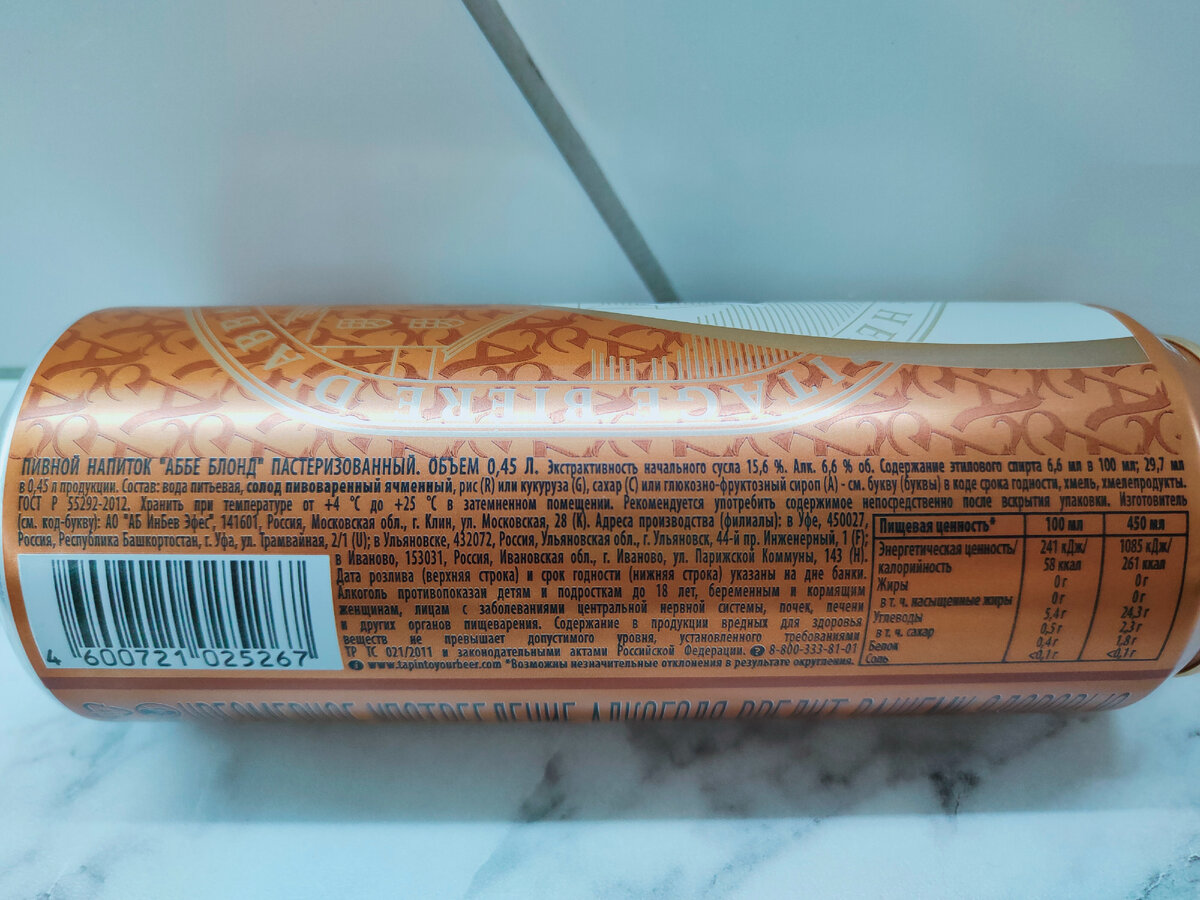 HE
TIAGE BIERE D'ABB
ПИВНОЙ НАПИТОК "АББЕ БЛОНД" ПАСТЕРИЗОВАННЫЙ. ОБЪЕМ 0,45 Л. Экстрактивность начального сусла 15,6 %. Алк. 6,6 % об. Содержание этилового спирта 6,6 мл в 100 мл; 29,7 мл
в 0,45 л продукции. Состав: вода питьевая, солод пивоваренный ячменный, рис (R) или кукуруза (G), сахар (C) или глюкозно-фруктозный сироп (A) - см. букву (буквы) в коде срока годности, хмель, хмелепродукты.
ГОСТ Р 55292-2012. Хранить при температуре от +4 °C до +25 °C в затемненном помещении. Рекомендуется употребить содержимое непосредственно после вскрытия упаковки. Изготовитель
(см. код-букву): АО "АБ ИнБев Эфес", 141601, Россия, Московская обл., г. Клин, ул. Московская, 28 (K). Адреса производства (филиалы): в Уфе, 450027,
Россия, Республика Башкортостан, г. Уфа, ул. Трамвайная, 2/1 (U); в Ульяновске, 432072, Россия, Ульяновская обл., г. Ульяновск, 44-й пр. Инженерный, 1 (F);
в Иваново, 153031, Россия, Ивановская обл., г. Иваново, ул. Парижской Коммуны, 143 (H).
Дата розлива (верхняя строка) и срок годности (нижняя строка) указаны на дне банки.
Алкоголь противопоказан детям и подросткам до 18 лет, беременным и кормящим
женщинам, лицам с заболеваниями центральной нервной системы, почек, печени
и других органов пищеварения. Содержание в продукции вредных для здоровья
веществ не превышает допустимого уровня, установленного требованиями
ТР ТС 021/2011 и законодательными актами Российской Федерации. 8-800-333-81-01
www.tapintoyourbeer.com *Возможны незначительные отклонения в результате округления.
Пищевая ценность* 100 мл 450 мл
Энергетическая ценность/ 241 кДж/ 1085 кДж/
калорийность 58 ккал 261 ккал
Жиры 0 г 0 г
в т. ч. насыщенные жиры 0 г 0 г
Углеводы 5,4 г 24,3 г
в т. ч. сахар 0,5 г 2,3 г
Белок 0,4 г 1,8 г
Соль <0,1 г <0,1 г
4 600721 025267
ЧРЕЗМЕРНОЕ УПОТРЕБЛЕНИЕ АЛКОГОЛЯ ВРЕДИТ ВАШЕМУ ЗДОРОВЬЮ